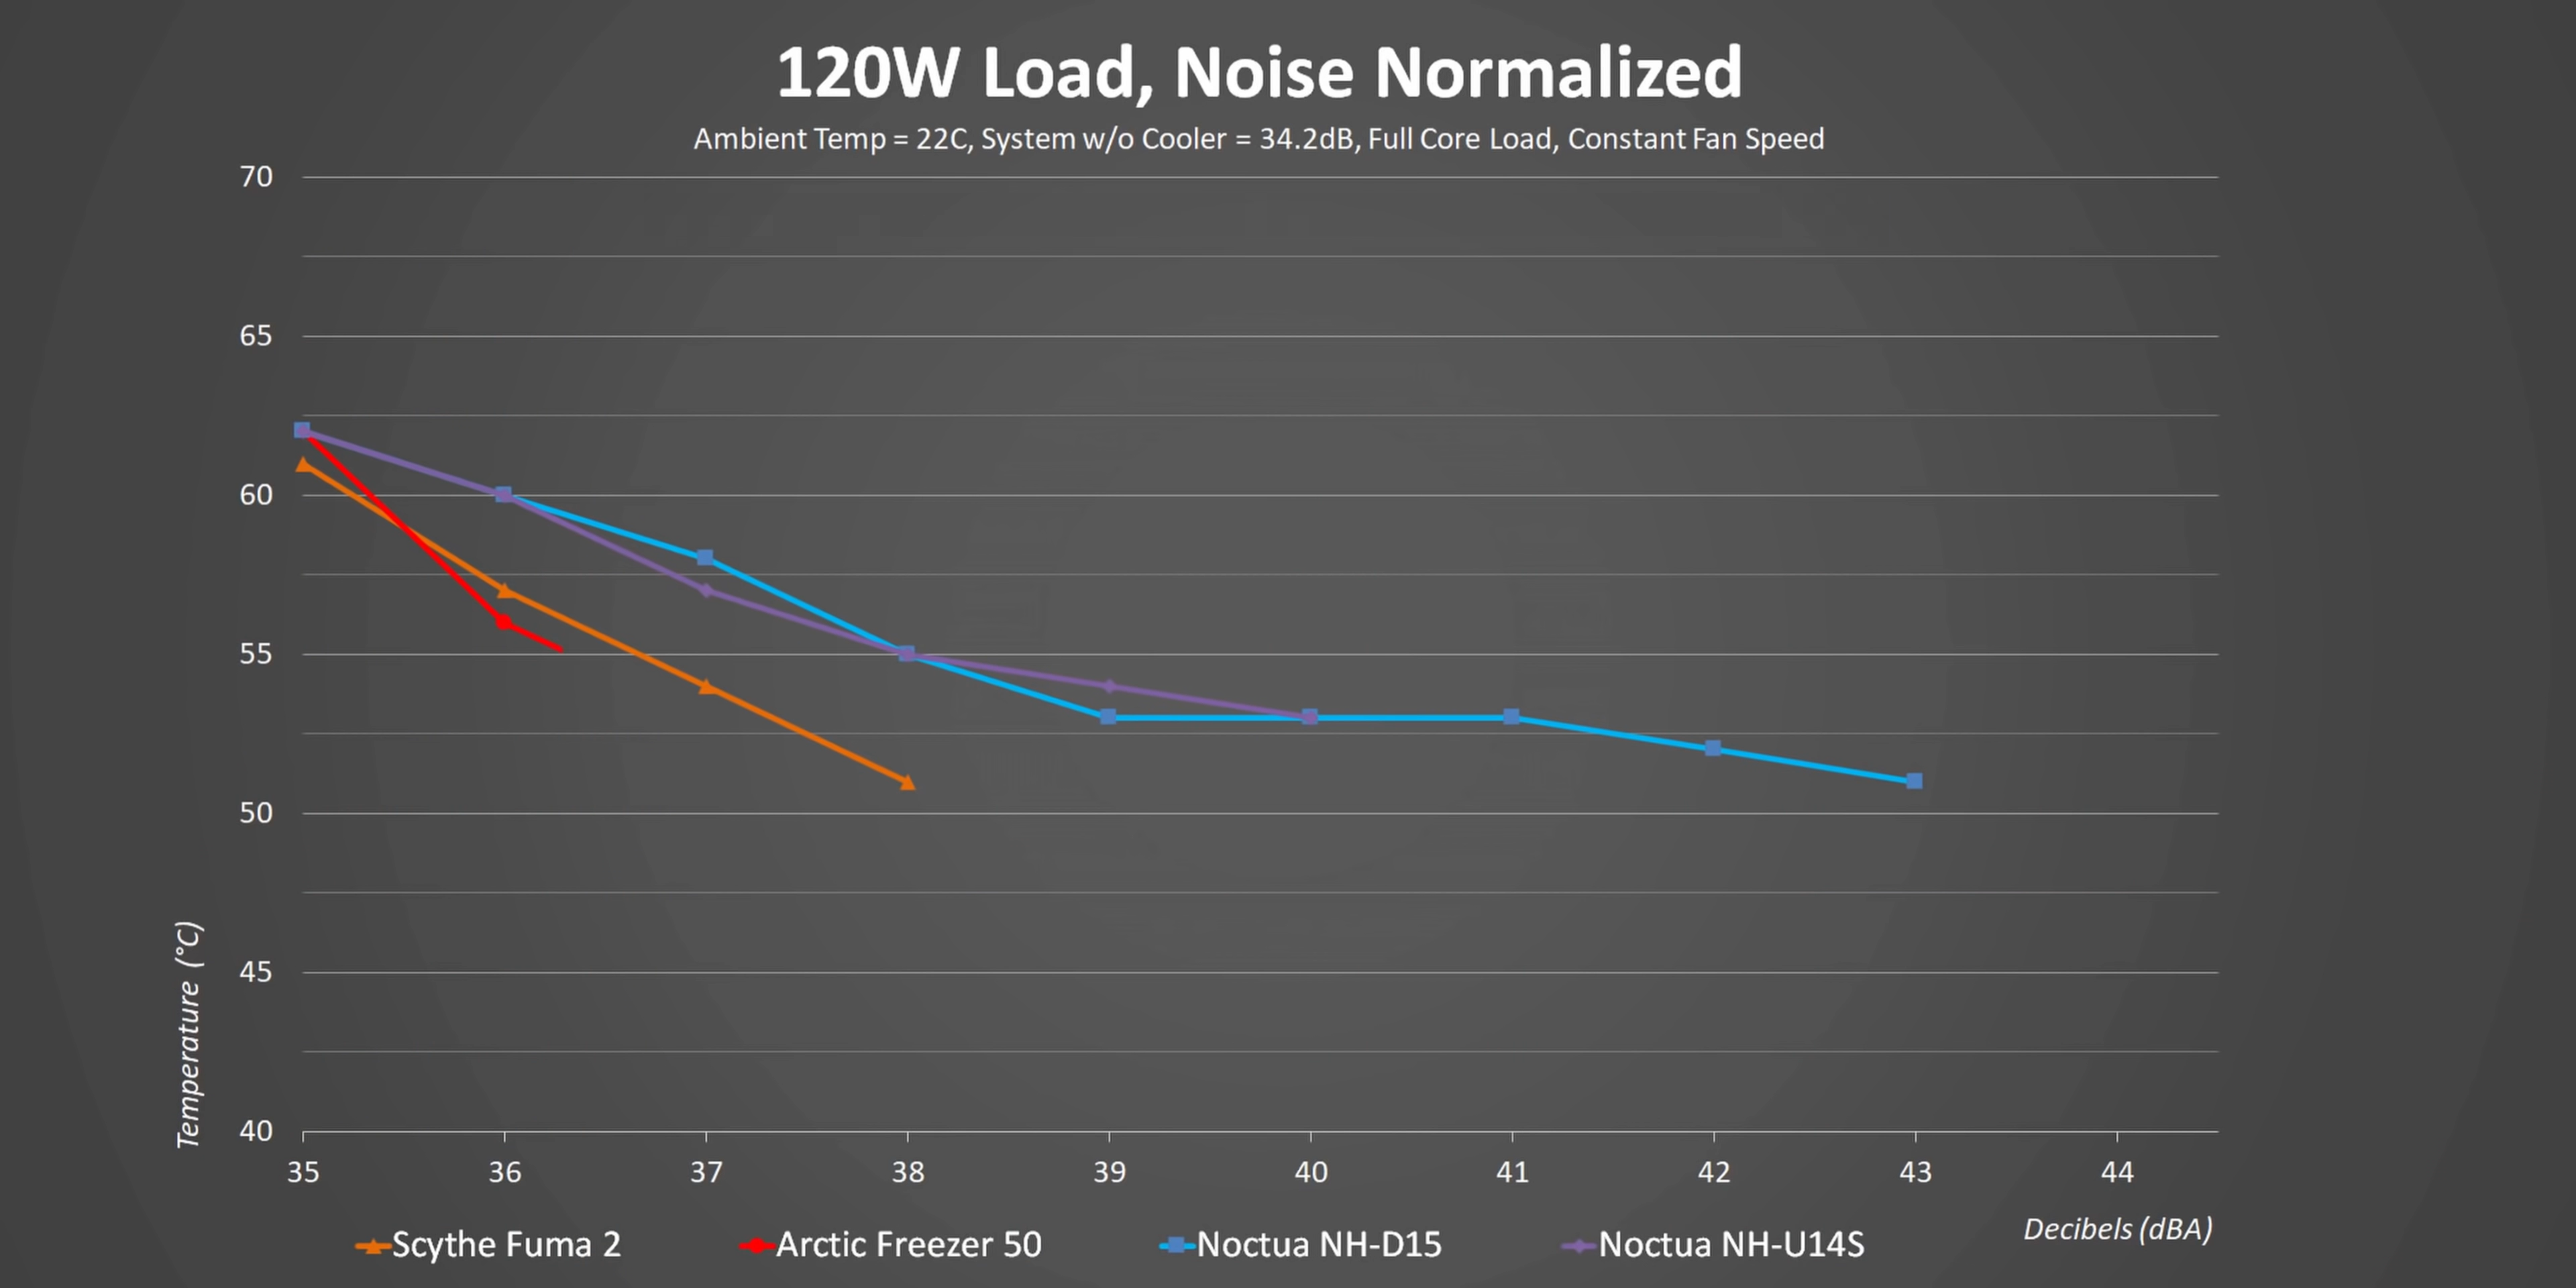 120W Load, Noise Normalized
Ambient Temp = 22C, System w/o Cooler = 34.2dB, Full Core Load, Constant Fan Speed
70
65
60
55
50
45
40
Temperature (°C)
35 36 37 38 39 40 41 42 43 44
Decibels (dBA)
Scythe Fuma 2 Arctic Freezer 50 Noctua NH-D15 Noctua NH-U14S